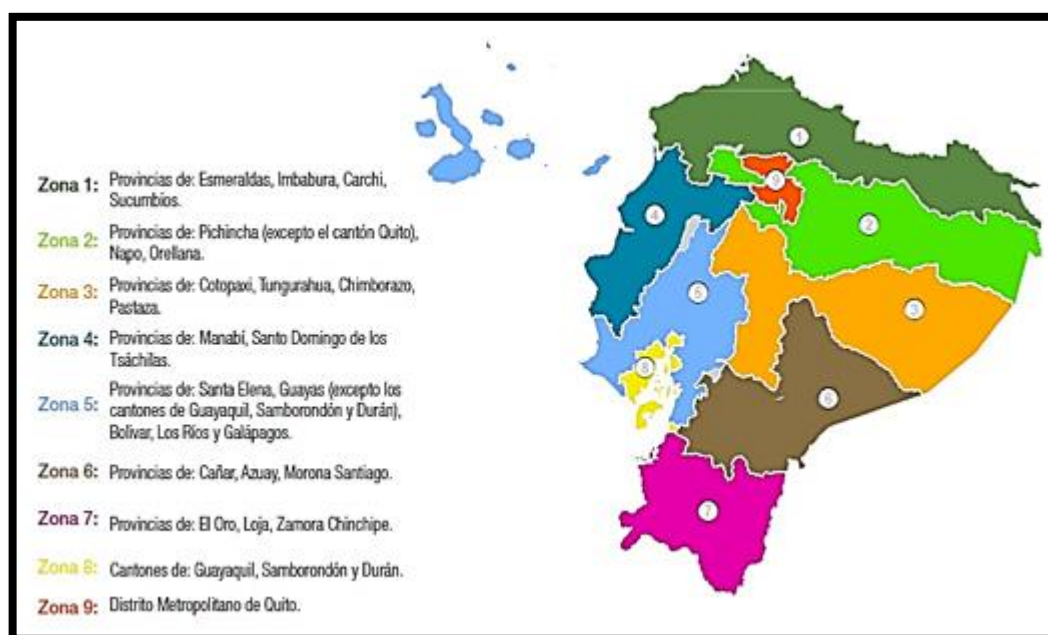 Zona 1: Provincias de: Esmeraldas, Imbabura, Carchi,
Sucumbios.
Zona 2: Provincias de: Pichincha (excepto el cantón Quito),
Napo, Orellana.
Zona 3: Provincias de: Cotopaxi, Tungurahua, Chimborazo,
Pastaza.
Zona 4: Provincias de: Manabí, Santo Domingo de los
Tsáchilas.
Zona 5: Provincias de: Santa Elena, Guayas (excepto los
cantones de Guayaquil, Samborondón y Durán),
Bolívar, Los Ríos y Galápagos.
Zona 6: Provincias de: Cañar, Azuay, Morona Santiago.
Zona 7: Provincias de: El Oro, Loja, Zamora Chinchipe.
Zona 8: Cantones de: Guayaquil, Samborondón y Durán.
Zona 9: Distrito Metropolitano de Quito.
1
9
4
2
5
3
8
6
7